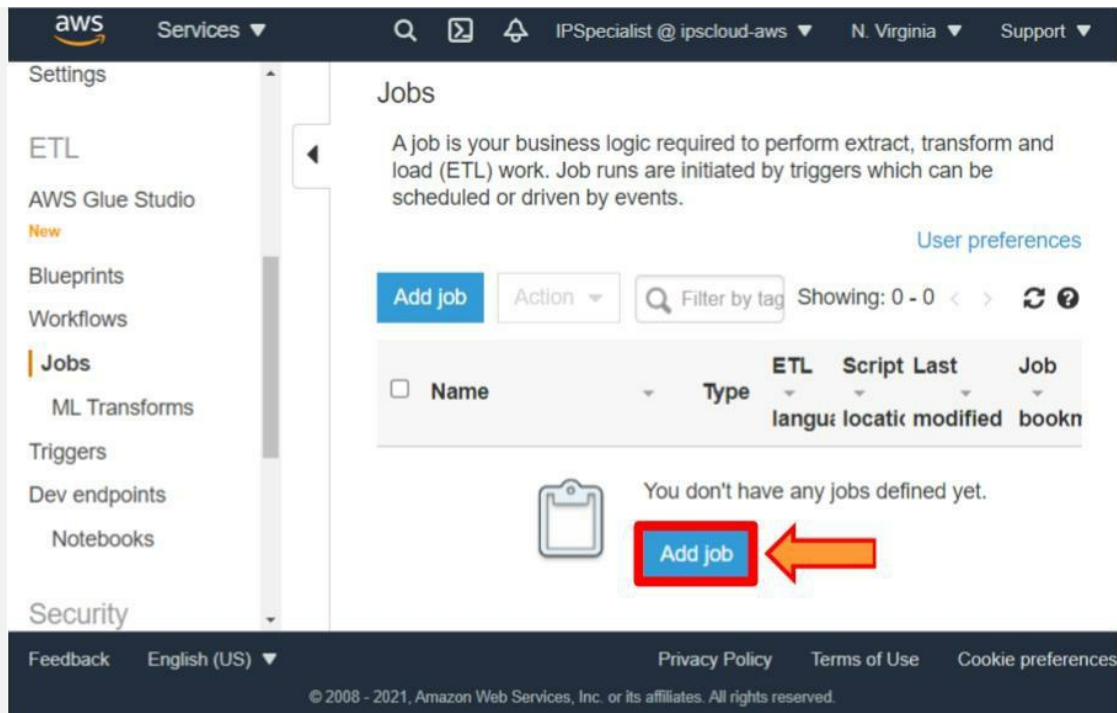 aws Services IPSpecialist @ ipscloud-aws N. Virginia Support
Settings
ETL
AWS Glue Studio
New
Blueprints
Workflows
Jobs
ML Transforms
Triggers
Dev endpoints
Notebooks
Security
Jobs
A job is your business logic required to perform extract, transform and
load (ETL) work. Job runs are initiated by triggers which can be
scheduled or driven by events.
User preferences
Add job Action Filter by tag Showing: 0 - 0
Name Type ETL Script Last Job
langua locatic modified bookn
You don't have any jobs defined yet.
Add job
Feedback English (US) Privacy Policy Terms of Use Cookie preferences
© 2008 - 2021, Amazon Web Services, Inc. or its affiliates. All rights reserved.